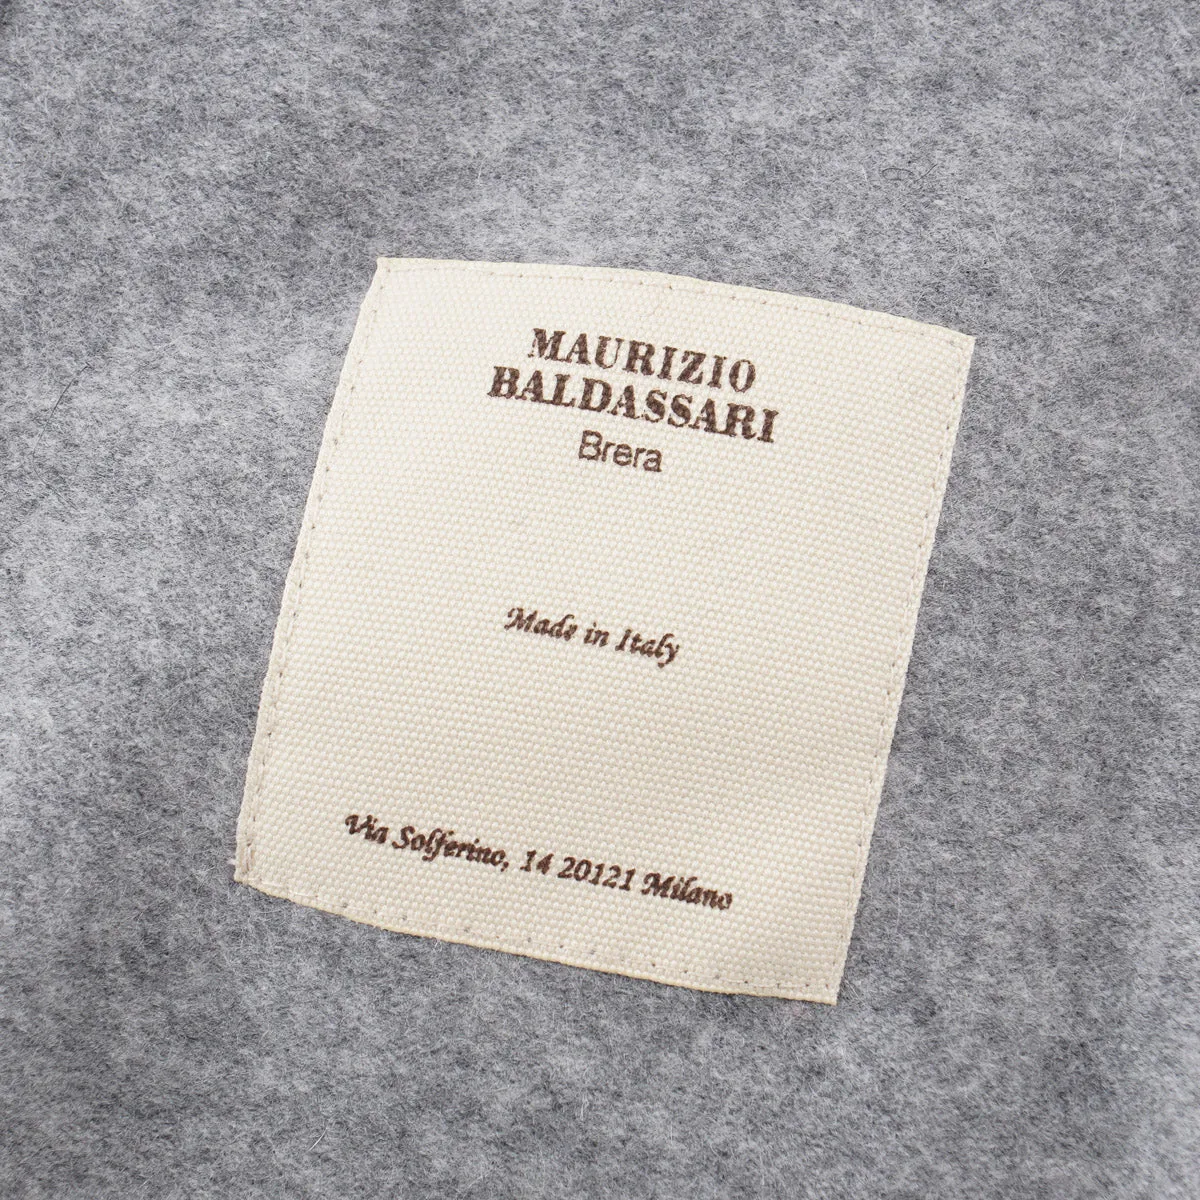 MAURIZIO
BALDASSARI
Brera
Made in Italy
Via Solferino, 14 20121 Milano